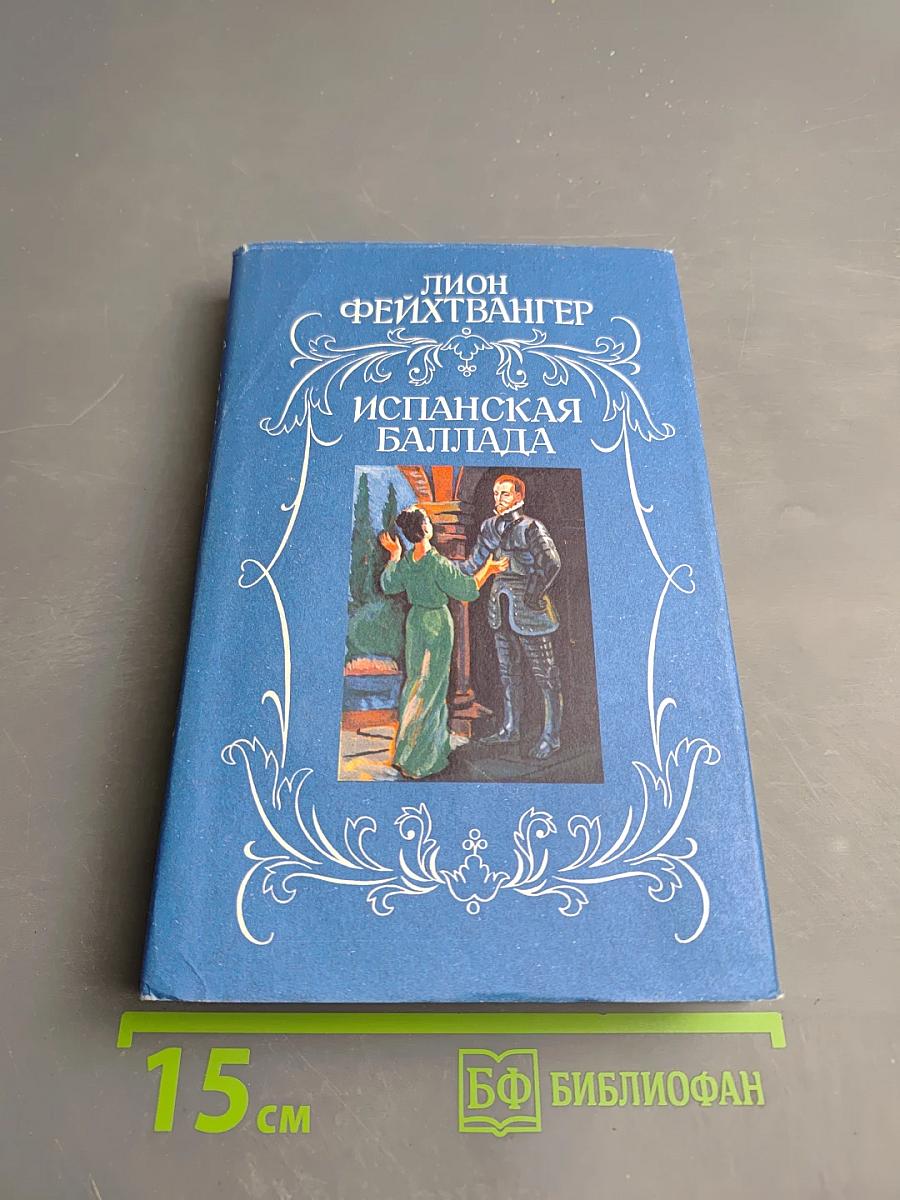 ЛИОН
ФЕЙХТВАНГЕР
ИСПАНСКАЯ
БАЛЛАДА
15 см
БФ БИБЛИОФАН